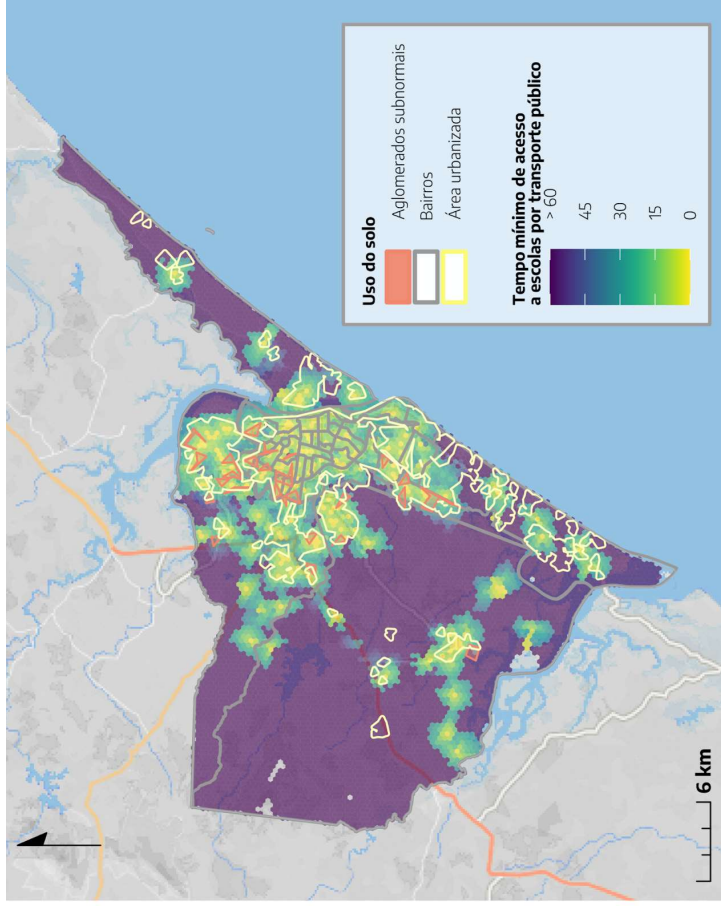 Uso do solo
Aglomerados subnormais
Bairros
Área urbanizada
Tempo mínimo de acesso
a escolas por transporte público
> 60
45
30
15
0
6 km